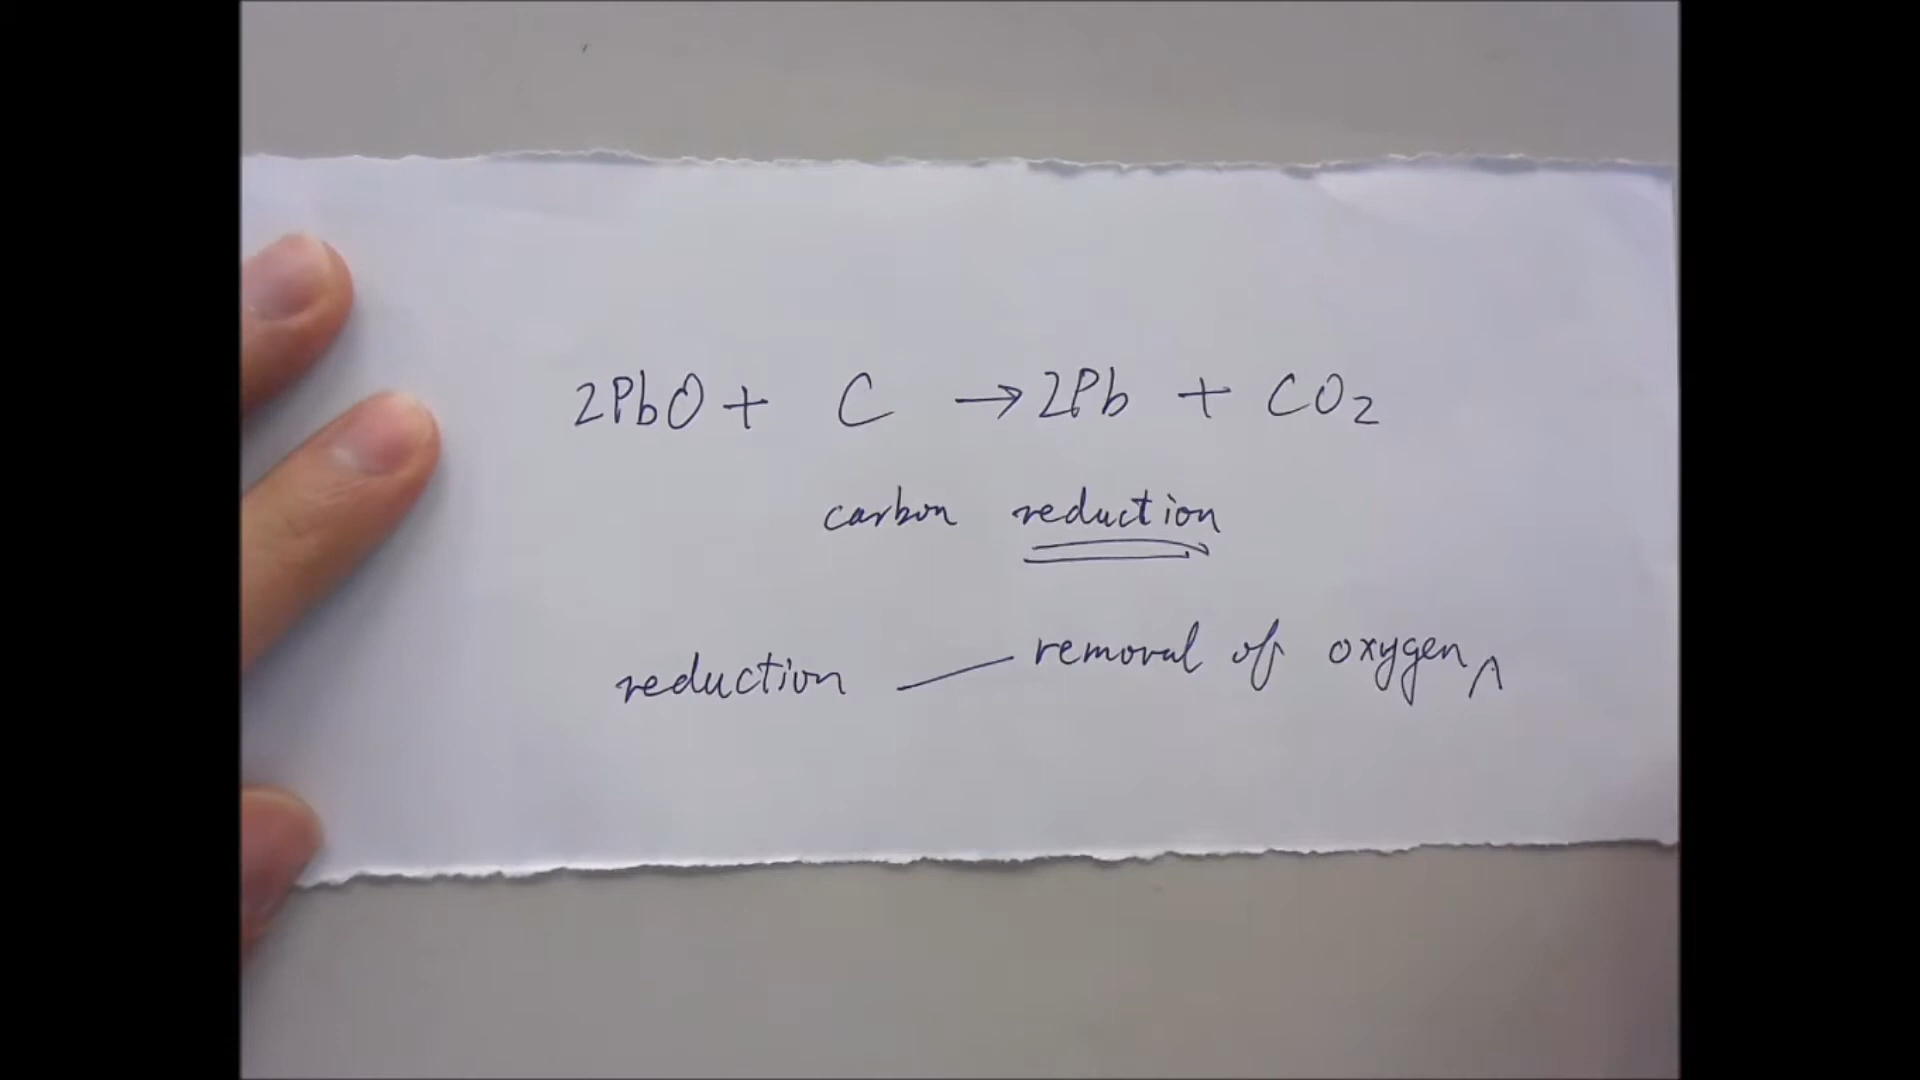 2PbO + C → 2Pb + CO₂
carbon reduction
reduction — removal of oxygen ^